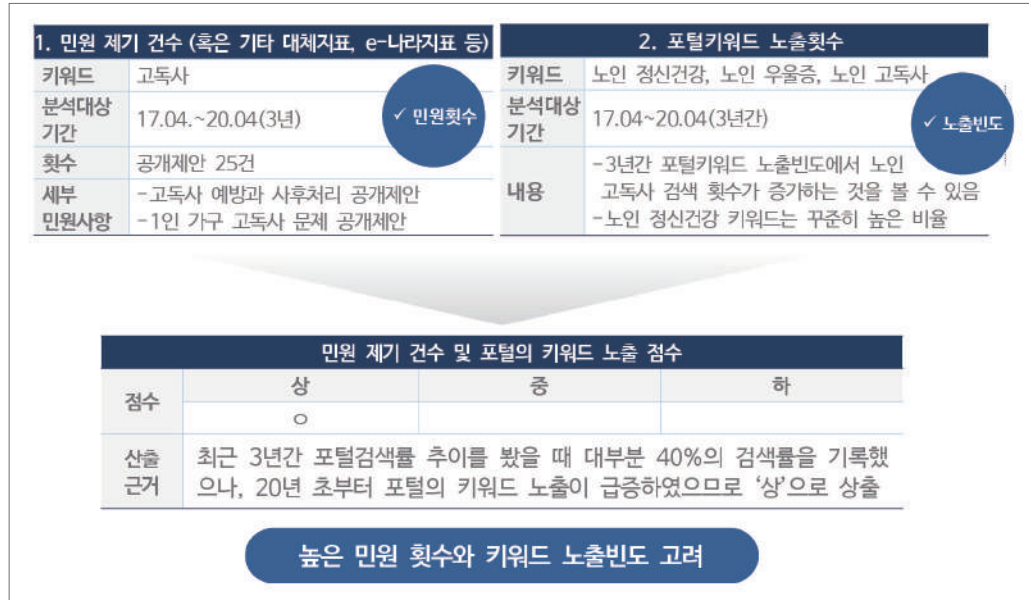 1. 민원 제기 건수 (혹은 기타 대체지표, e-나라지표 등)
키워드 고독사
분석대상
기간
17.04.~20.04(3년)
✓ 민원횟수
횟수 공개제안 25건
세부
민원사항
-고독사 예방과 사후처리 공개제안
-1인 가구 고독사 문제 공개제안
2. 포털키워드 노출횟수
키워드 노인 정신건강, 노인 우울증, 노인 고독사
분석대상
기간
17.04~20.04(3년간)
✓ 노출빈도
내용
-3년간 포털키워드 노출빈도에서 노인
고독사 검색 횟수가 증가하는 것을 볼 수 있음
-노인 정신건강 키워드는 꾸준히 높은 비율
민원 제기 건수 및 포털의 키워드 노출 점수
점수
상 중 하
○
산출
근거
최근 3년간 포털검색률 추이를 봤을 때 대부분 40%의 검색률을 기록했
으나, 20년 초부터 포털의 키워드 노출이 급증하였으므로 ‘상’으로 상출
높은 민원 횟수와 키워드 노출빈도 고려